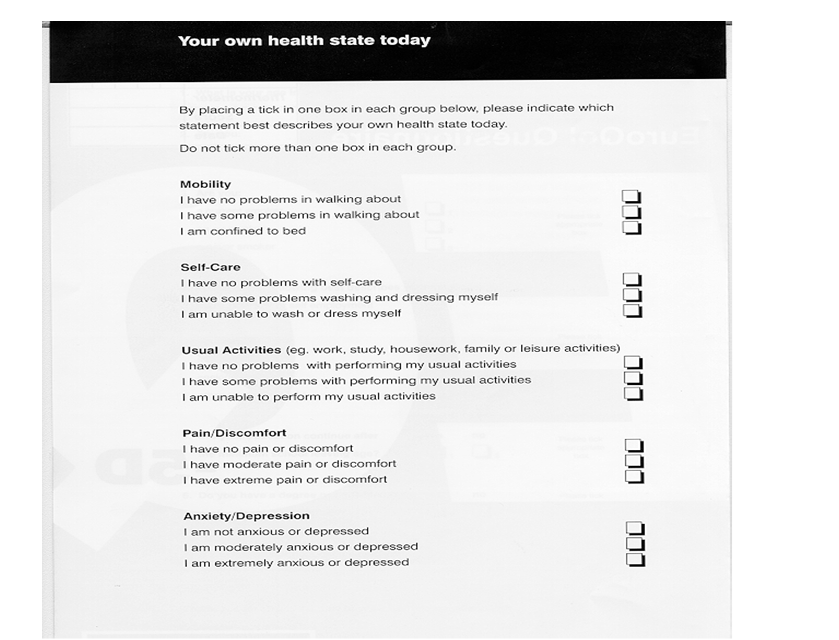 Your own health state today
By placing a tick in one box in each group below, please indicate which
statement best describes your own health state today.
Do not tick more than one box in each group.
Mobility
I have no problems in walking about
I have some problems in walking about
I am confined to bed
Self-Care
I have no problems with self-care
I have some problems washing and dressing myself
I am unable to wash or dress myself
Usual Activities (eg. work, study, housework, family or leisure activities)
I have no problems  with performing my usual activities
I have some problems with performing my usual activities
I am unable to perform my usual activities
Pain/Discomfort
I have no pain or discomfort
I have moderate pain or discomfort
I have extreme pain or discomfort
Anxiety/Depression
I am not anxious or depressed
I am moderately anxious or depressed
I am extremely anxious or depressed